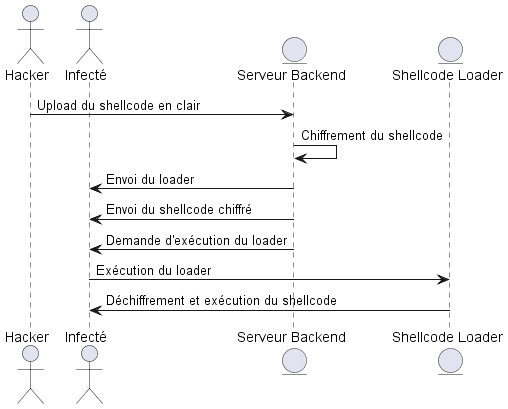 Hacker
Infecté
Serveur Backend
Shellcode Loader
Upload du shellcode en clair
Chiffrement du shellcode
Envoi du loader
Envoi du shellcode chiffré
Demande d'exécution du loader
Exécution du loader
Déchiffrement et exécution du shellcode
Hacker
Infecté
Serveur Backend
Shellcode Loader